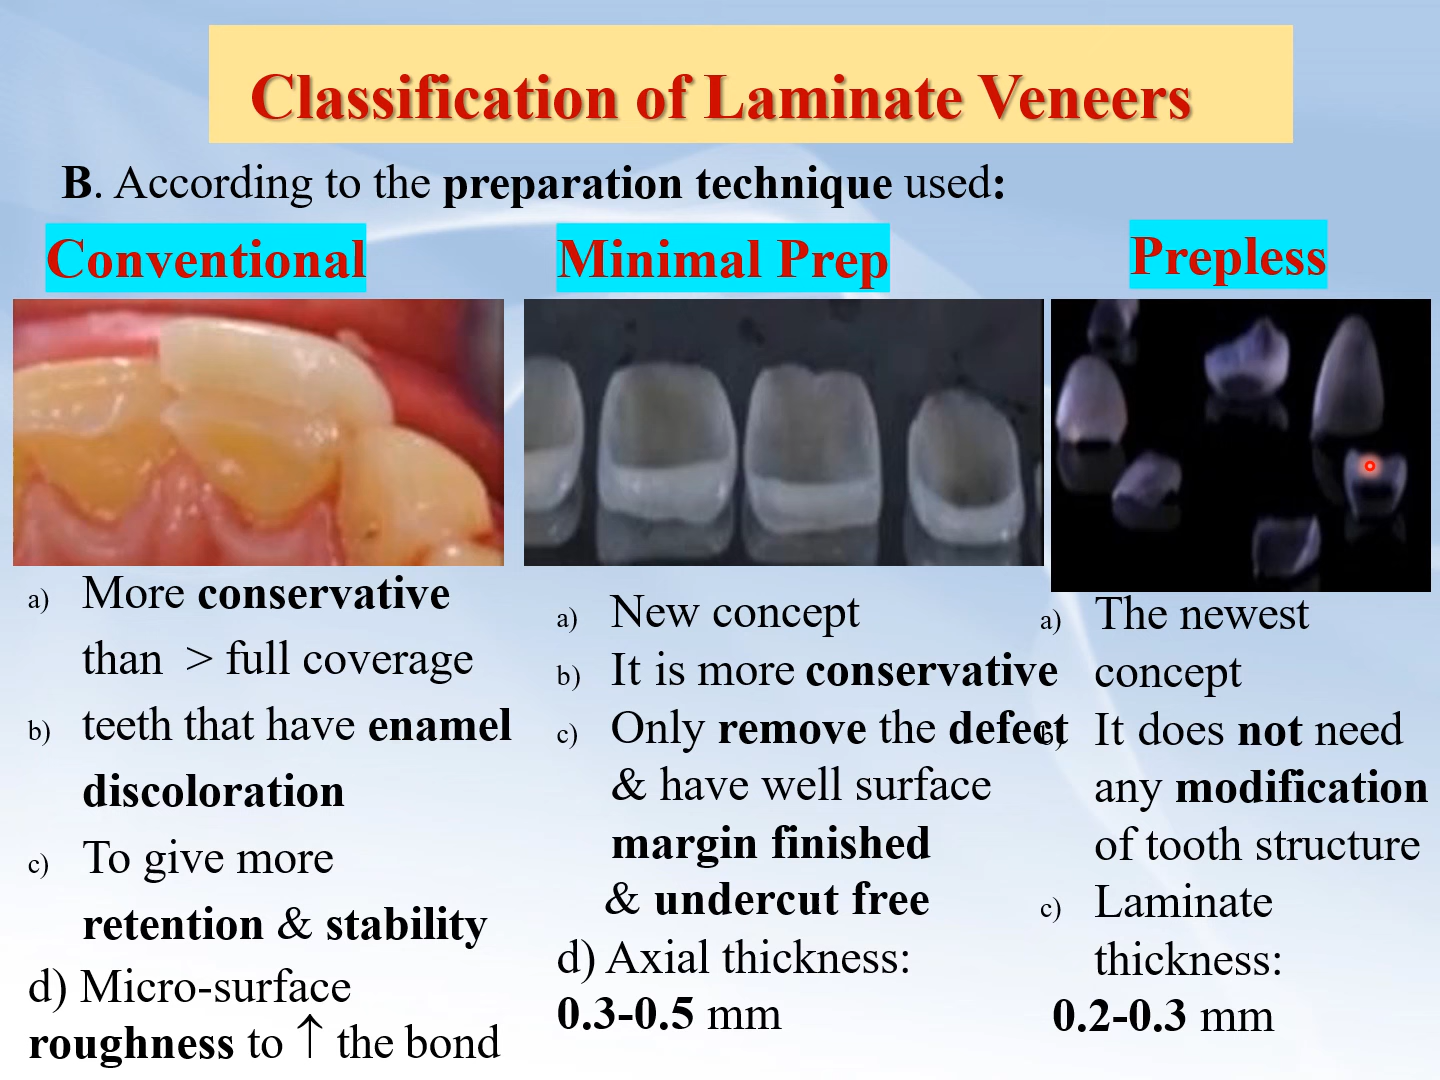 Classification of Laminate Veneers
B. According to the preparation technique used:
Conventional
a) More conservative
than > full coverage
b) teeth that have enamel
discoloration
c) To give more
retention & stability
d) Micro-surface
roughness to ↑ the bond
Minimal Prep
a) New concept
b) It is more conservative
c) Only remove the defect
& have well surface
margin finished
& undercut free
d) Axial thickness:
0.3-0.5 mm
Prepless
a) The newest
concept
b) It does not need
any modification
of tooth structure
c) Laminate
thickness:
0.2-0.3 mm